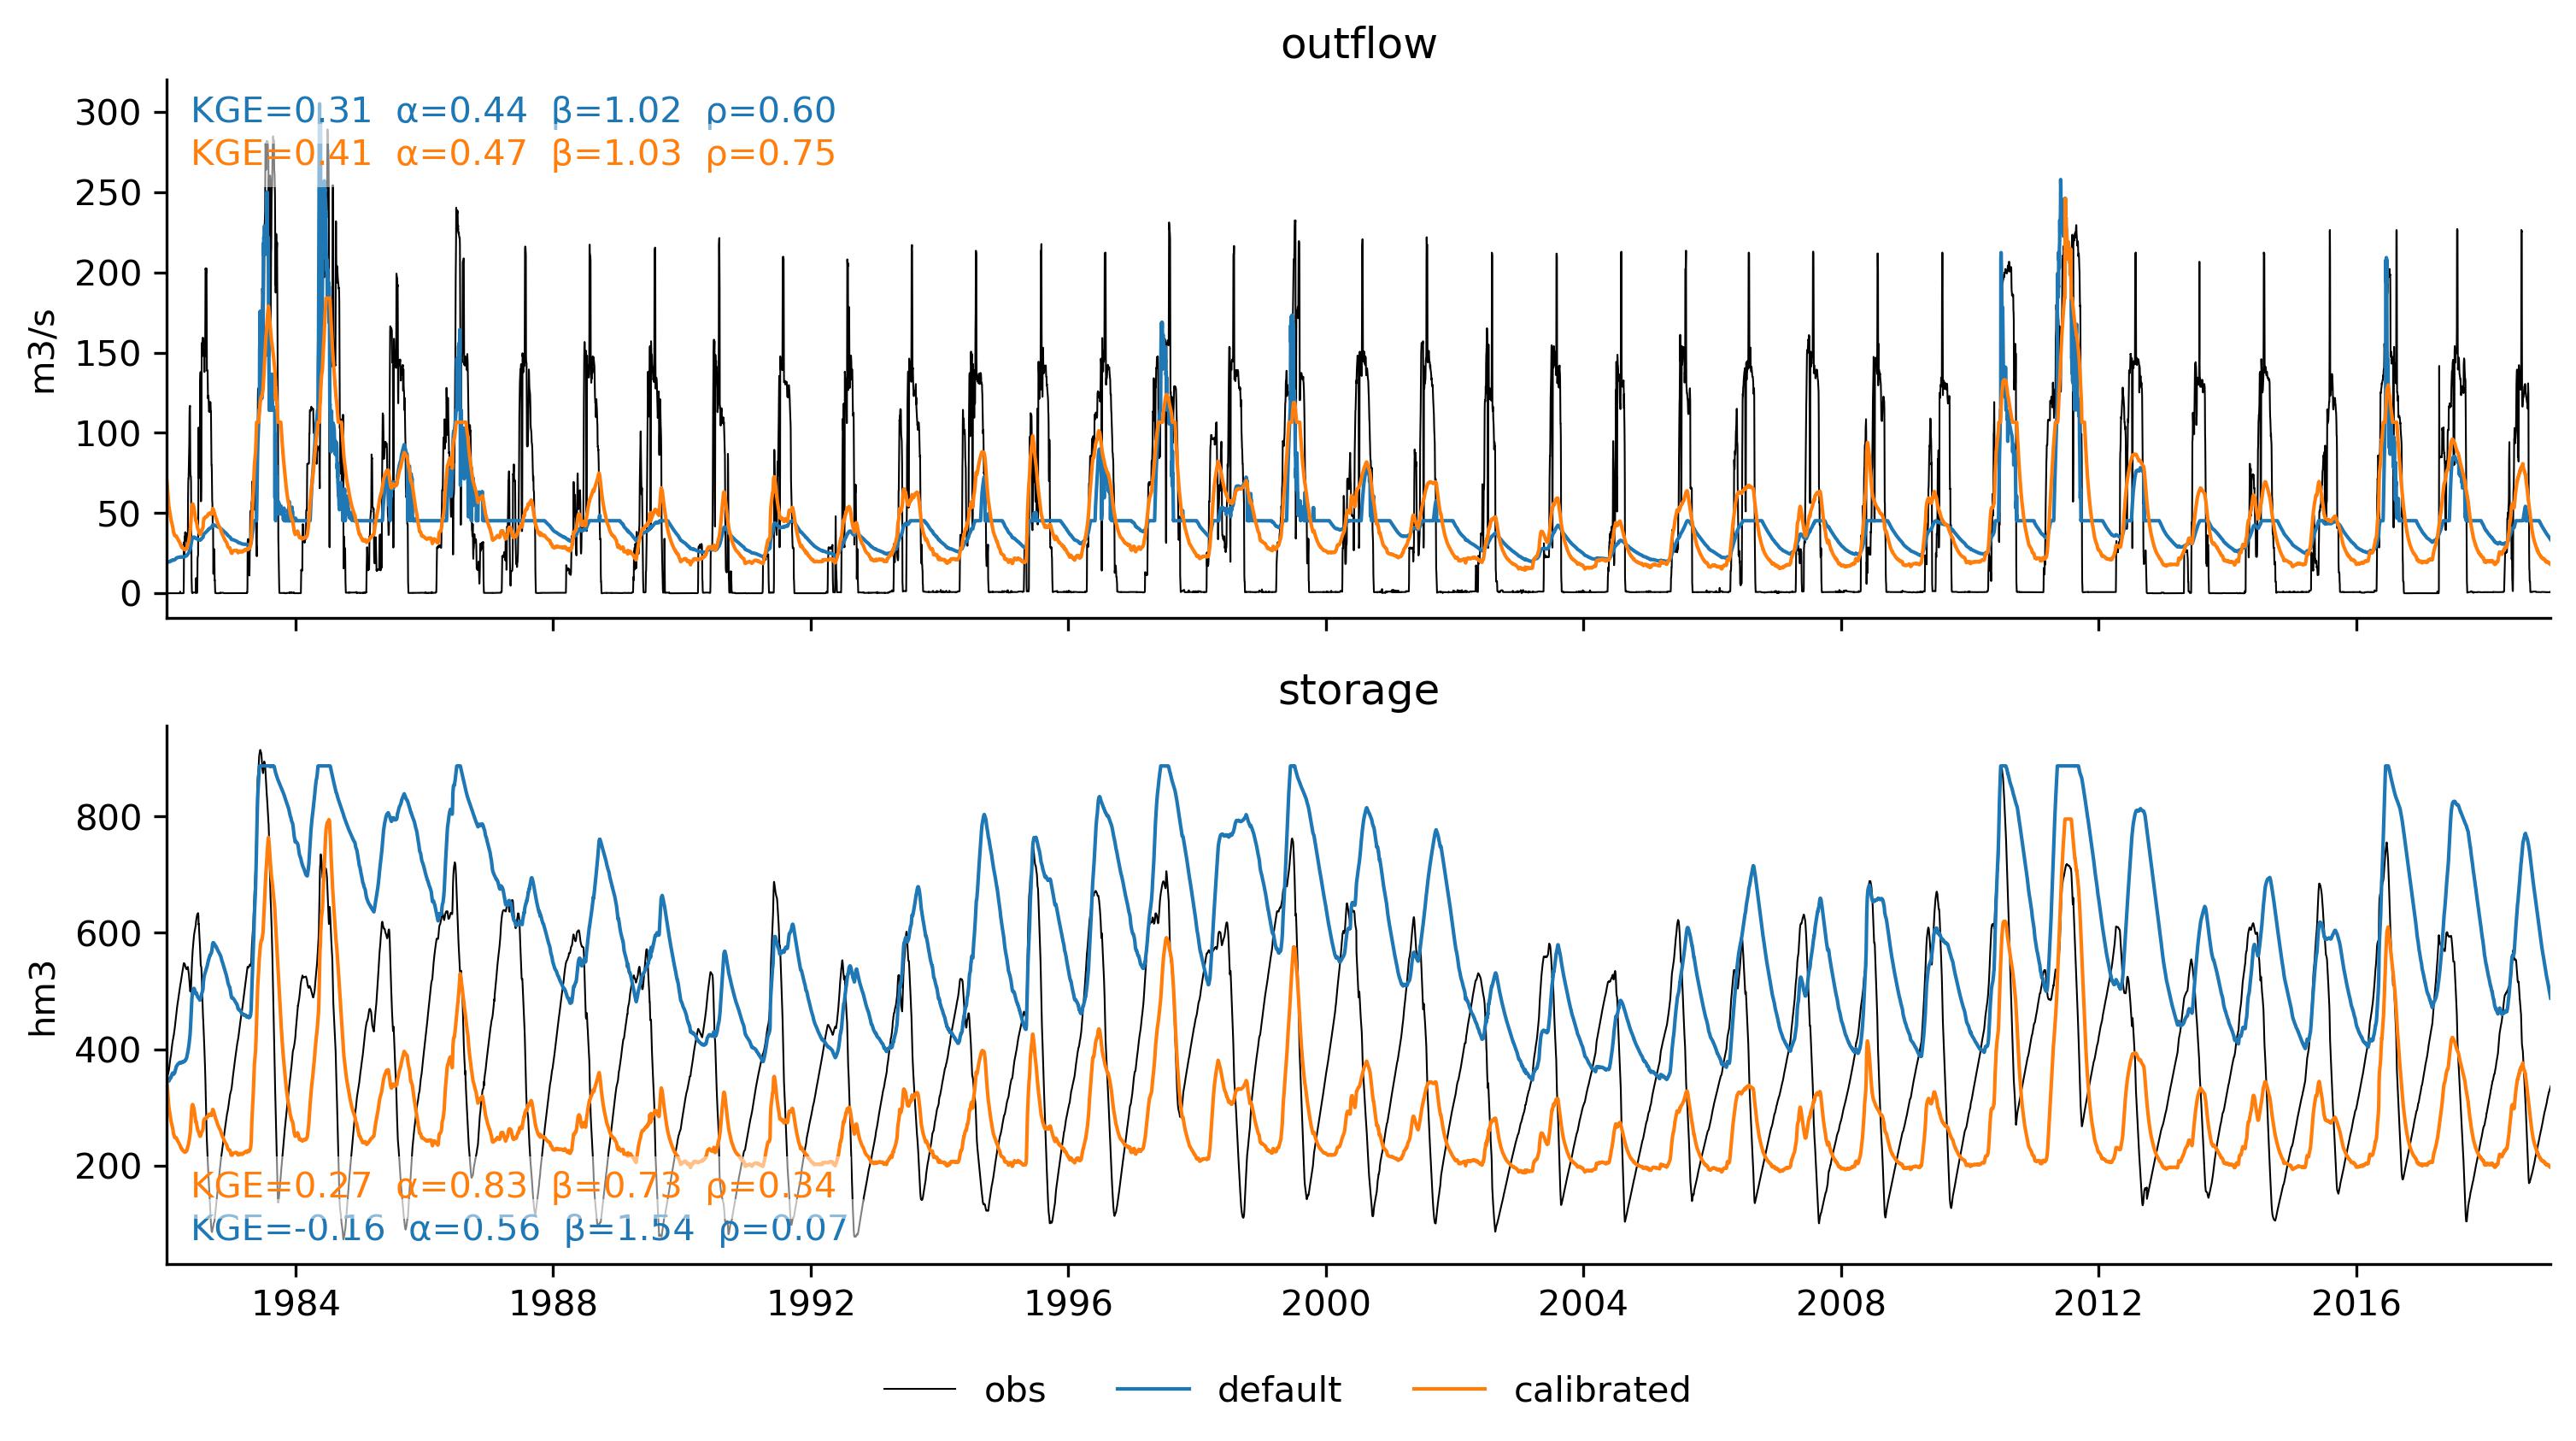 outflow
KGE=0.31 α=0.44 β=1.02 ρ=0.60
KGE=0.41 α=0.47 β=1.03 ρ=0.75
300
250
200
150
100
50
0
m3/s
storage
800
600
400
200
hm3
KGE=0.27 α=0.83 β=0.73 ρ=0.34
KGE=-0.16 α=0.56 β=1.54 ρ=0.07
1984 1988 1992 1996 2000 2004 2008 2012 2016
obs default calibrated